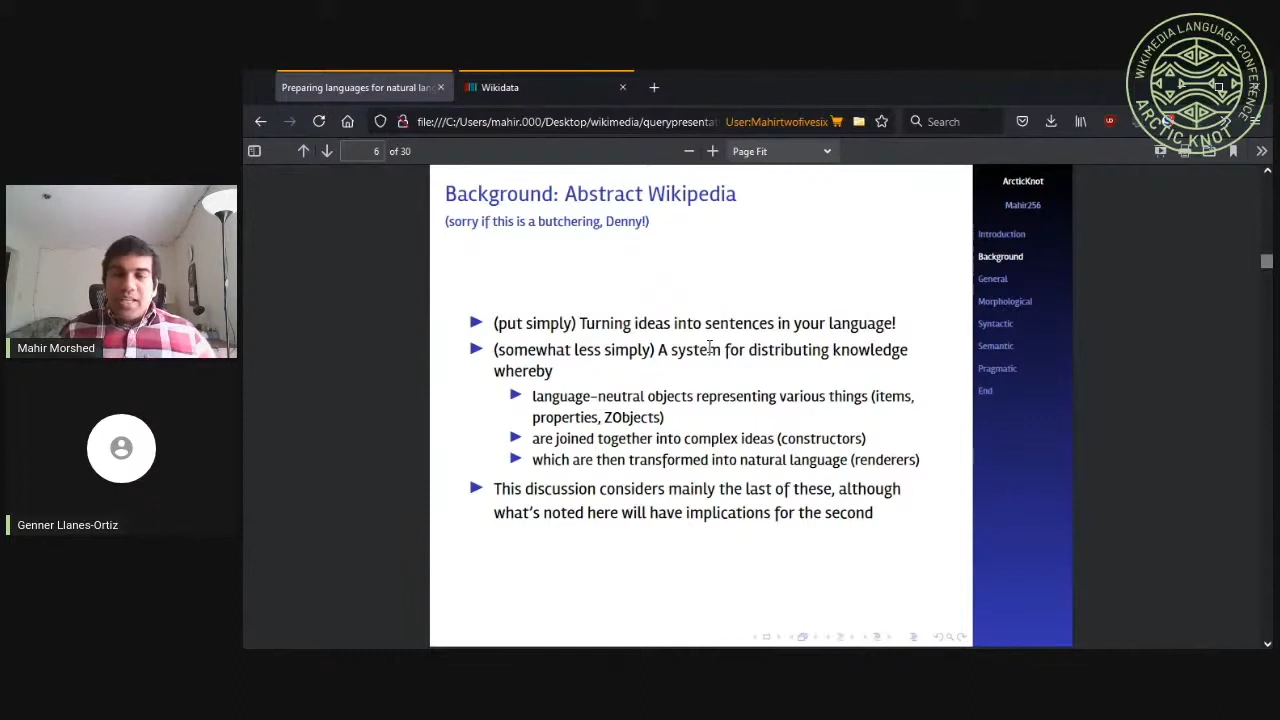 WIKIMEDIA LANGUAGE CONFERENCE
ARCTIC KNOT
Preparing languages for natural lang
Wikidata
file:///C:/Users/mahir.000/Desktop/wikimedia/querypresentat
User:Mahirtwofivesix
Search
6 of 30
Page Fit
Background: Abstract Wikipedia
(sorry if this is a butchering, Denny!)
(put simply) Turning ideas into sentences in your language!
(somewhat less simply) A system for distributing knowledge
whereby
language-neutral objects representing various things (items,
properties, ZObjects)
are joined together into complex ideas (constructors)
which are then transformed into natural language (renderers)
This discussion considers mainly the last of these, although
what's noted here will have implications for the second
ArcticKnot
Mahir256
Introduction
Background
General
Morphological
Syntactic
Semantic
Pragmatic
End
Mahir Morshed
Genner Llanes-Ortiz